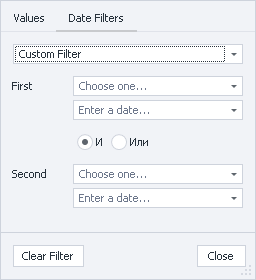 Values Date Filters
Custom Filter
First Choose one...
Enter a date...
И Или
Second Choose one...
Enter a date...
Clear Filter Close